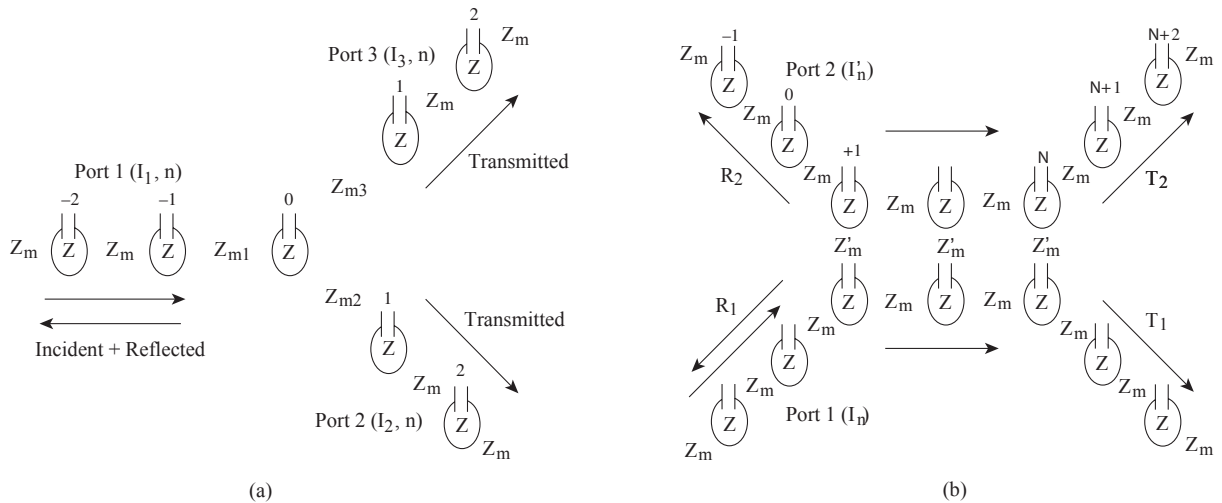 2
Z_m
Port 3 (I_3, n)
Z
1
Z_m
Z
Transmitted
Port 1 (I_1, n)
Z_m3
–2
–1
0
Z_m Z Z_m Z Z_m1 Z
Z_m2
1
Transmitted
Incident + Reflected
Z
Z_m
2
Port 2 (I_2, n)
Z
Z_m
(a)
–1
N+2
Z_m
Port 2 (I'_n)
Z_m
Z
Z
0
N+1
Z_m
Z_m
Z
Z
R_2
Z_m
+1
N
Z_m
T_2
Z Z_m Z Z_m Z
Z'_m Z'_m Z'_m
R_1
Z Z_m Z Z_m Z
T_1
Z_m
Z_m
Z
Z
Z_m
Z_m
Z
Port 1 (I_n)
Z
Z_m
Z_m
(b)